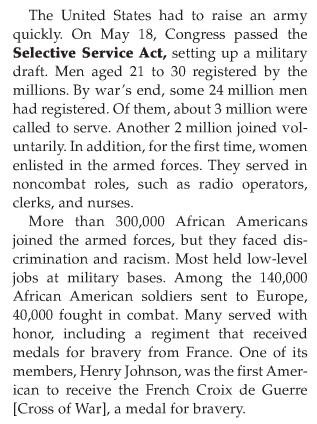 The United States had to raise an army
quickly. On May 18, Congress passed the
Selective Service Act, setting up a military
draft. Men aged 21 to 30 registered by the
millions. By war's end, some 24 million men
had registered. Of them, about 3 million were
called to serve. Another 2 million joined vol-
untarily. In addition, for the first time, women
enlisted in the armed forces. They served in
noncombat roles, such as radio operators,
clerks, and nurses.
More than 300,000 African Americans
joined the armed forces, but they faced dis-
crimination and racism. Most held low-level
jobs at military bases. Among the 140,000
African American soldiers sent to Europe,
40,000 fought in combat. Many served with
honor, including a regiment that received
medals for bravery from France. One of its
members, Henry Johnson, was the first Amer-
ican to receive the French Croix de Guerre
[Cross of War], a medal for bravery.